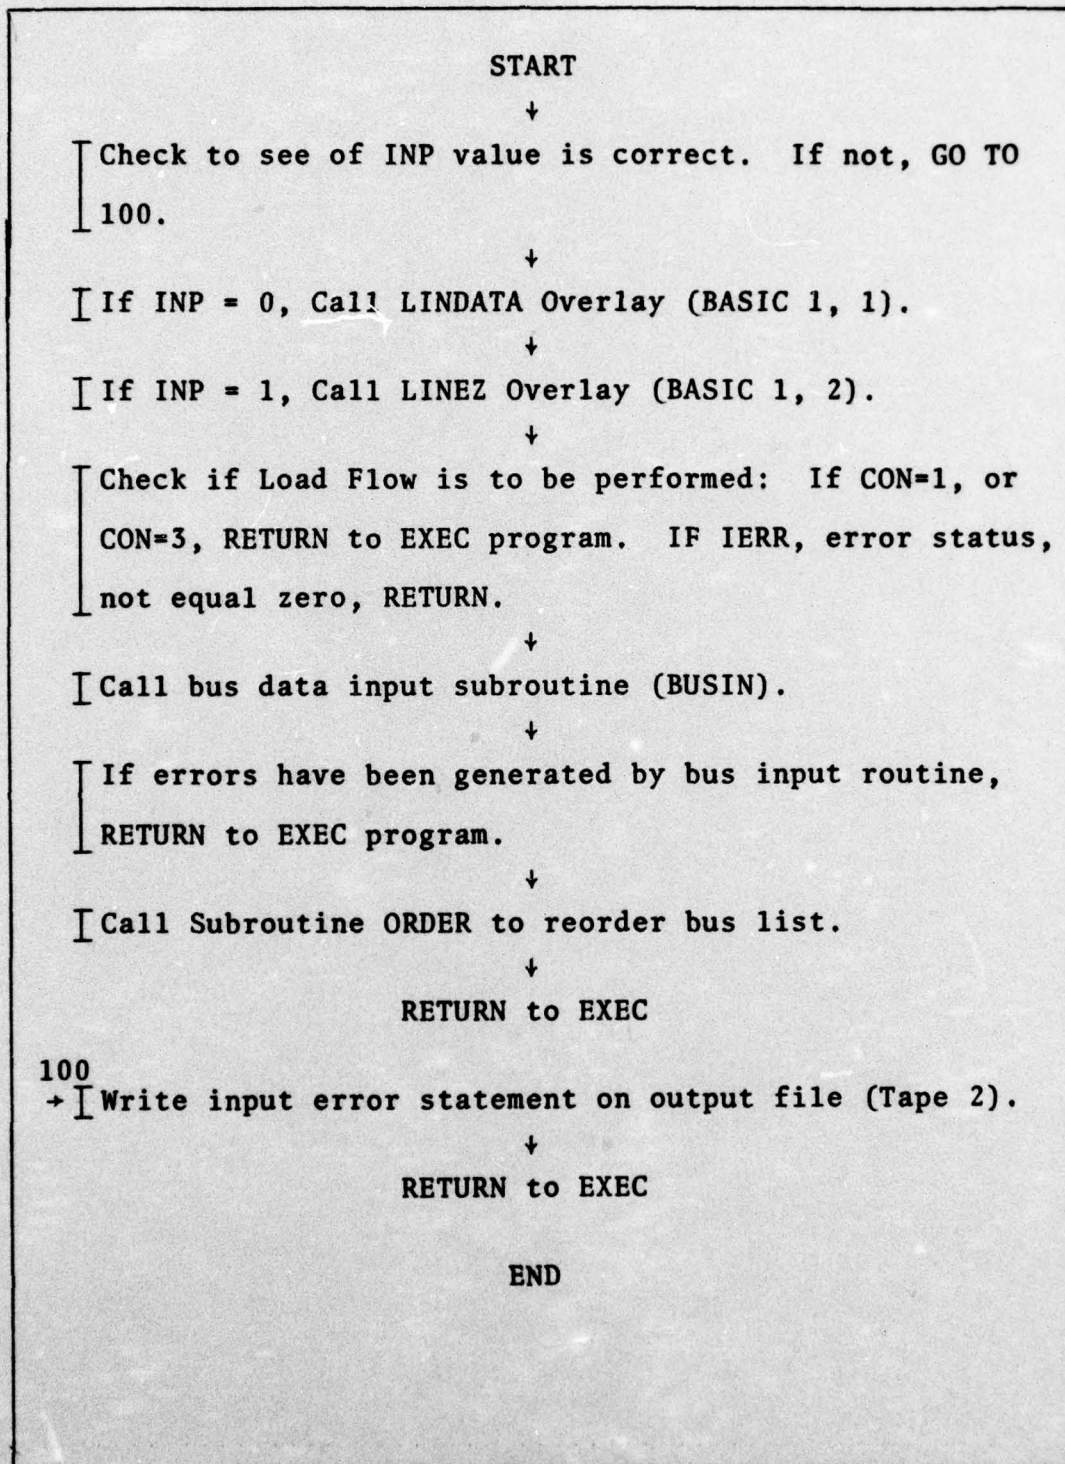 START
↓
Check to see of INP value is correct. If not, GO TO
100.
↓
If INP = 0, Call LINDATA Overlay (BASIC 1, 1).
↓
If INP = 1, Call LINEZ Overlay (BASIC 1, 2).
↓
Check if Load Flow is to be performed: If CON=1, or
CON=3, RETURN to EXEC program. IF IERR, error status,
not equal zero, RETURN.
↓
Call bus data input subroutine (BUSIN).
↓
If errors have been generated by bus input routine,
RETURN to EXEC program.
↓
Call Subroutine ORDER to reorder bus list.
↓
RETURN to EXEC
100
→ Write input error statement on output file (Tape 2).
↓
RETURN to EXEC
END